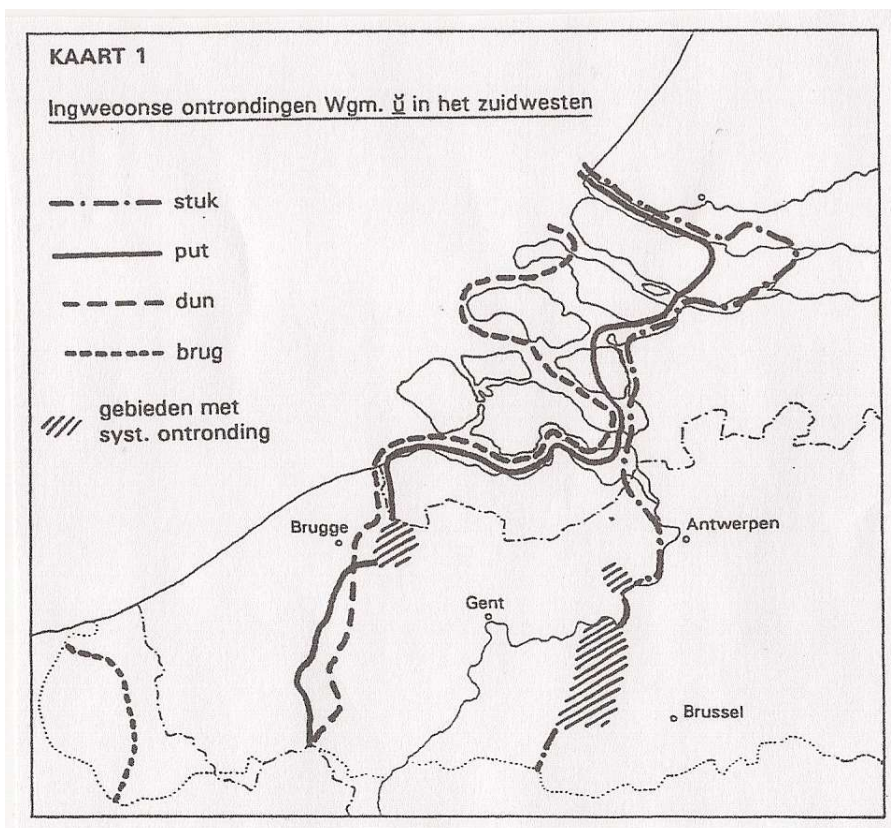 KAART 1
Ingweoonse ontrondingen Wgm. ŭ in het zuidwesten
stuk
put
dun
brug
gebieden met
syst. ontronding
Brugge
Antwerpen
Gent
Brussel